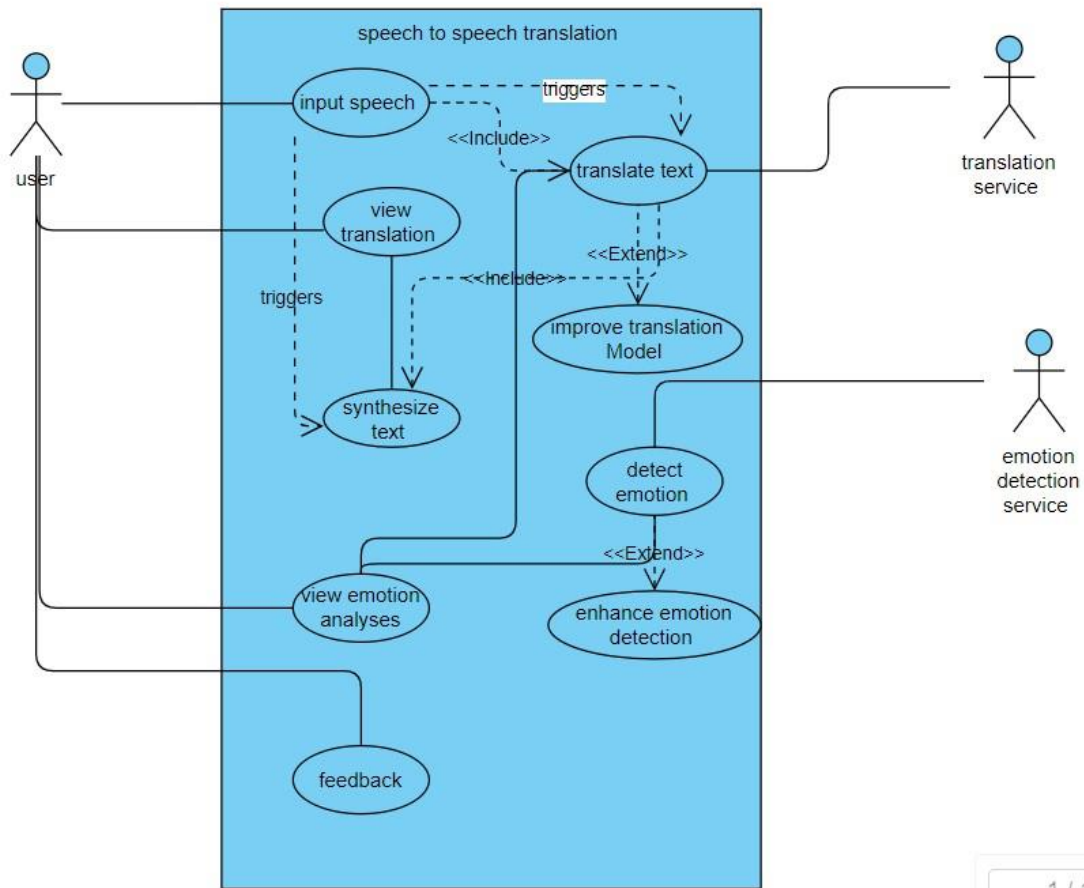 speech to speech translation
input speech
triggers
<<Include>>
translate text
user
translation
service
view
translation
<<Extend>>
<<Include>>
triggers
improve translation
Model
synthesize
text
detect
emotion
emotion
detection
service
<<Extend>>
view emotion
analyses
enhance emotion
detection
feedback